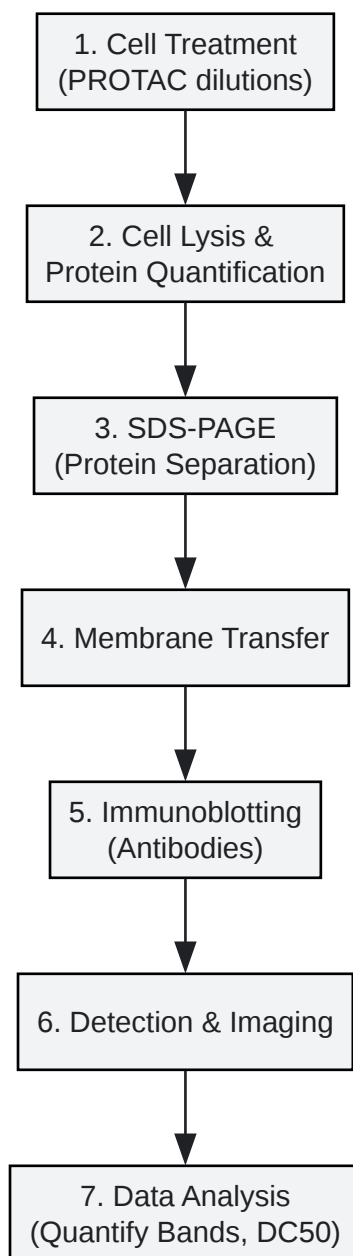 1. Cell Treatment
(PROTAC dilutions)
2. Cell Lysis &
Protein Quantification
3. SDS-PAGE
(Protein Separation)
4. Membrane Transfer
5. Immunoblotting
(Antibodies)
6. Detection & Imaging
7. Data Analysis
(Quantify Bands, DC50)